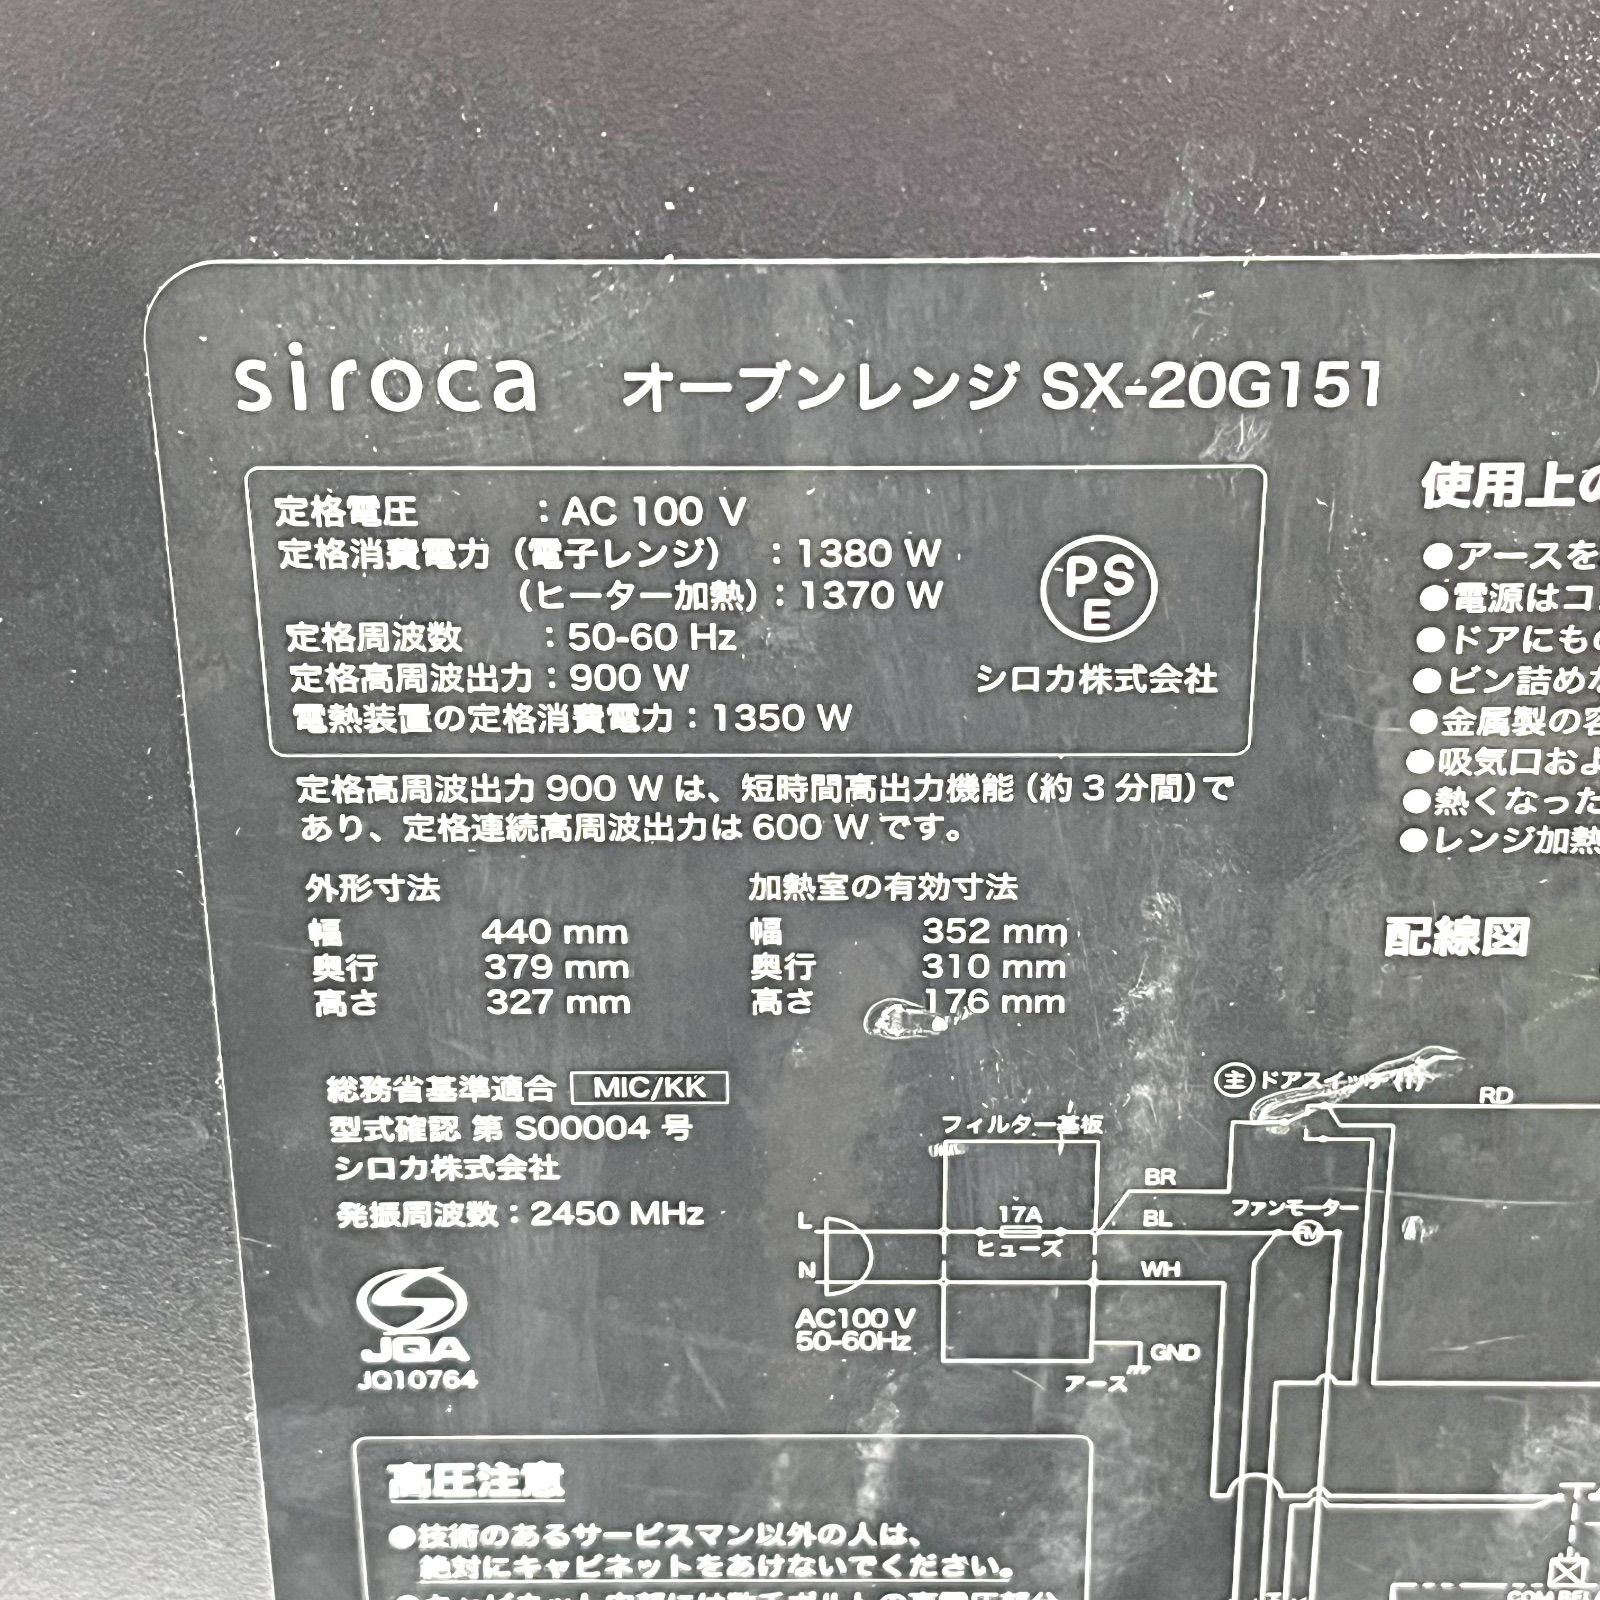 siroca オーブンレンジ SX-20G151
定格電圧 : AC 100 V
定格消費電力（電子レンジ） : 1380 W
（ヒーター加熱）: 1370 W
定格周波数 : 50-60 Hz
定格高周波出力 : 900 W
電熱装置の定格消費電力 : 1350 W
PS
E
シロカ株式会社
定格高周波出力 900 W は、短時間高出力機能（約 3 分間）で
あり、定格連続高周波出力は 600 W です。
外形寸法
幅 440 mm
奥行 379 mm
高さ 327 mm
加熱室の有効寸法
幅 352 mm
奥行 310 mm
高さ 176 mm
総務省基準適合 MIC/KK
型式確認 第 S00004 号
シロカ株式会社
発振周波数 : 2450 MHz
JQA
JQ10764
高圧注意
●技術のあるサービスマン以外の人は、
絶対にキャビネットをあけないでください。
使用上の
●アースを
●電源はコ
●ドアにもの
●ビン詰め
●金属製の容
●吸気口およ
●熱くなった
●レンジ加熱
配線図
主 ドアスイッチ (1)
RD
フィルター基板
BR
ファンモーター
L 17A BL FM
ヒューズ
N WH
AC100 V
50-60Hz
GND
アース